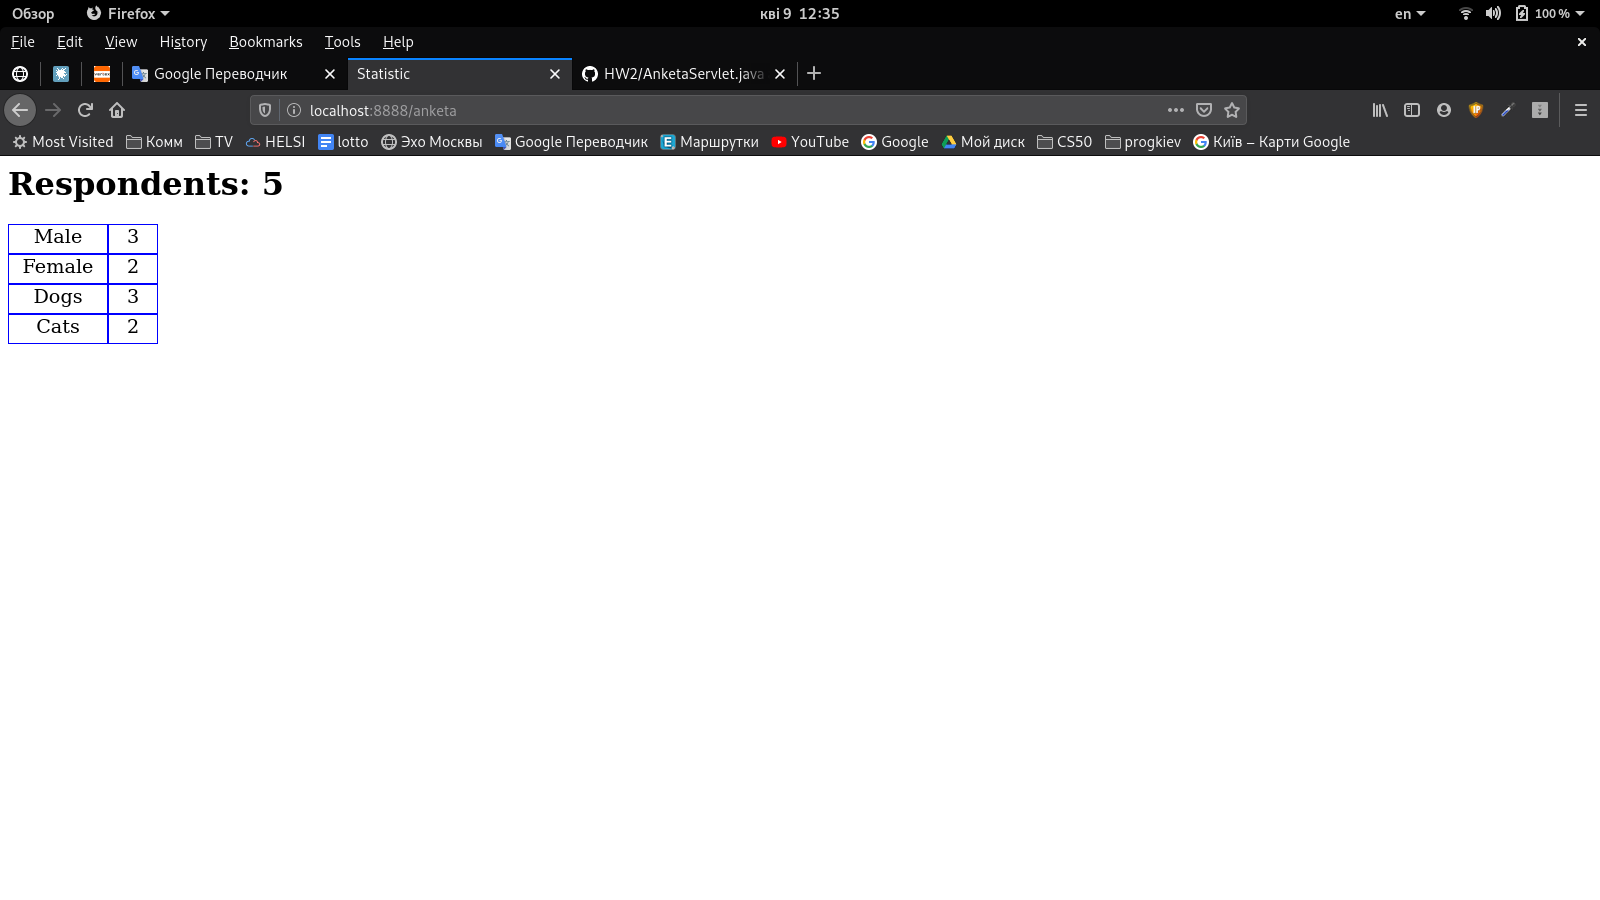 Обзор Firefox кві 9 12:35 en 100 %
File Edit View History Bookmarks Tools Help
Google Переводчик Statistic HW2/AnketaServlet.java
localhost:8888/anketa
Most Visited Комм TV HELSI lotto Эхо Москвы Google Переводчик Маршрутки YouTube Google Мой диск CS50 progkiev Київ – Карти Google
Respondents: 5
Male 3
Female 2
Dogs 3
Cats 2